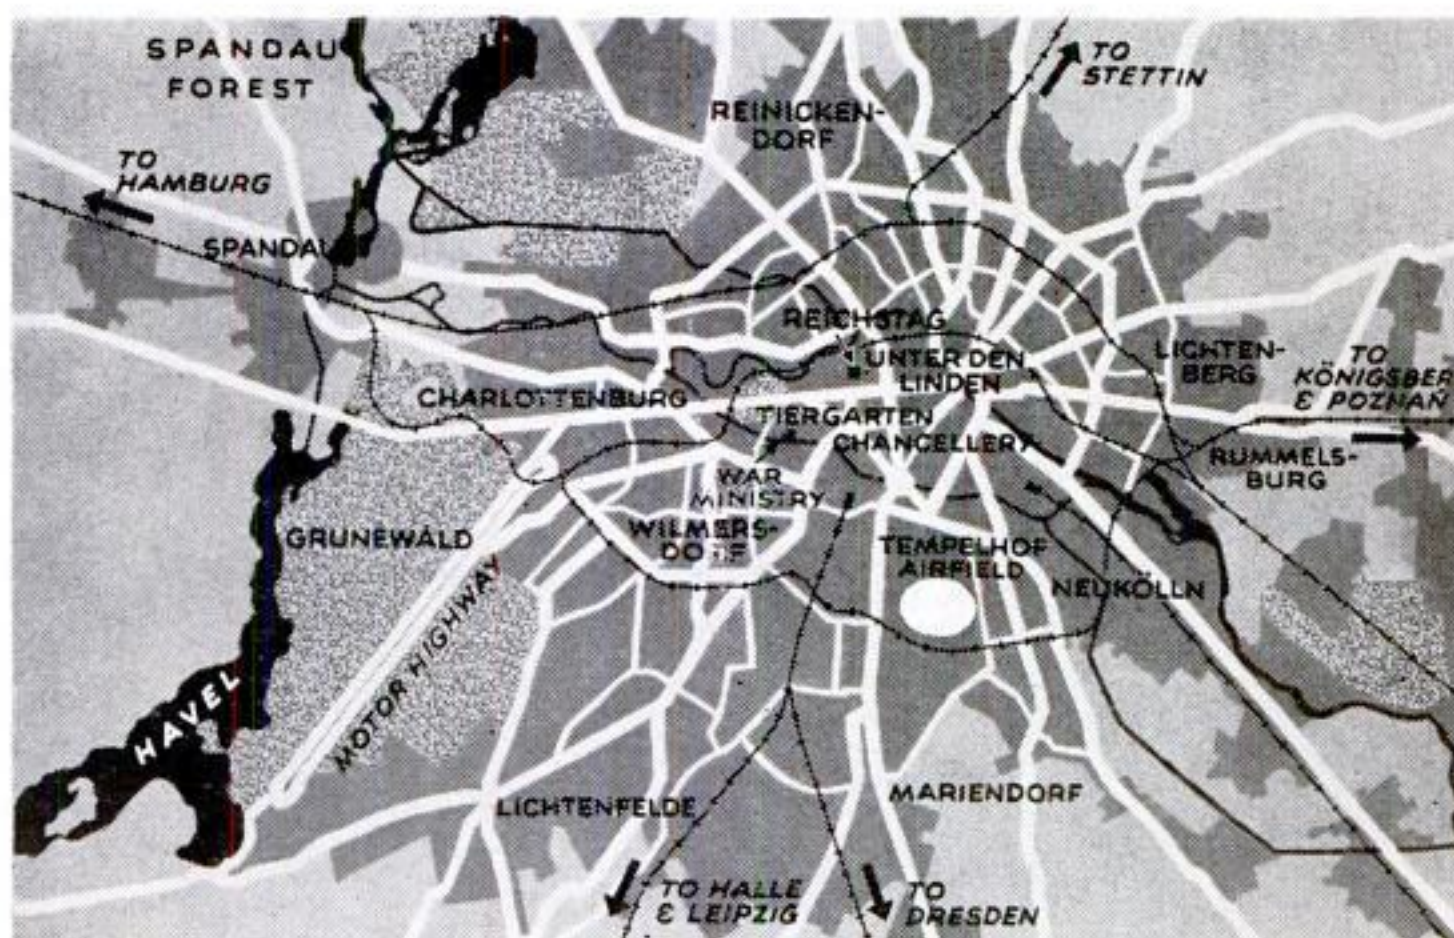 SPANDAU
FOREST
TO
STETTIN
REINICKEN-
DORF
TO
HAMBURG
SPANDAU
REICHSTAG
UNTER DEN
LINDEN
LICHTEN-
BERG
TO
KÖNIGSBER
& POZNAŃ
CHARLOTTENBURG
TIERGARTEN
CHANCELLERY
RUMMELS-
BURG
WAR
MINISTRY
GRUNEWALD
WILMERS-
DORF
TEMPELHOF
AIRFIELD
NEUKÖLLN
MOTOR HIGHWAY
HAVEL
LICHTENFELDE
MARIENDORF
TO HALLE
& LEIPZIG
TO
DRESDEN